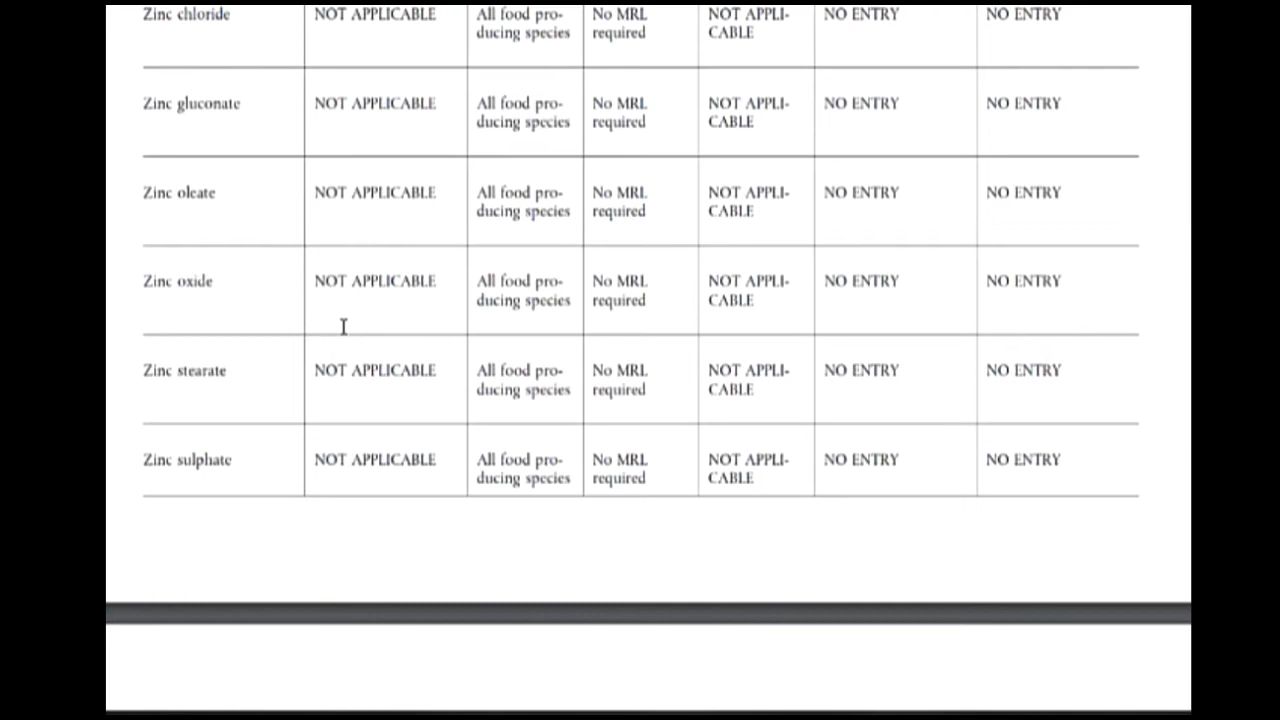 Zinc chloride NOT APPLICABLE All food pro- No MRL NOT APPLI- NO ENTRY NO ENTRY
ducing species required CABLE
Zinc gluconate NOT APPLICABLE All food pro- No MRL NOT APPLI- NO ENTRY NO ENTRY
ducing species required CABLE
Zinc oleate NOT APPLICABLE All food pro- No MRL NOT APPLI- NO ENTRY NO ENTRY
ducing species required CABLE
Zinc oxide NOT APPLICABLE All food pro- No MRL NOT APPLI- NO ENTRY NO ENTRY
ducing species required CABLE
Zinc stearate NOT APPLICABLE All food pro- No MRL NOT APPLI- NO ENTRY NO ENTRY
ducing species required CABLE
Zinc sulphate NOT APPLICABLE All food pro- No MRL NOT APPLI- NO ENTRY NO ENTRY
ducing species required CABLE